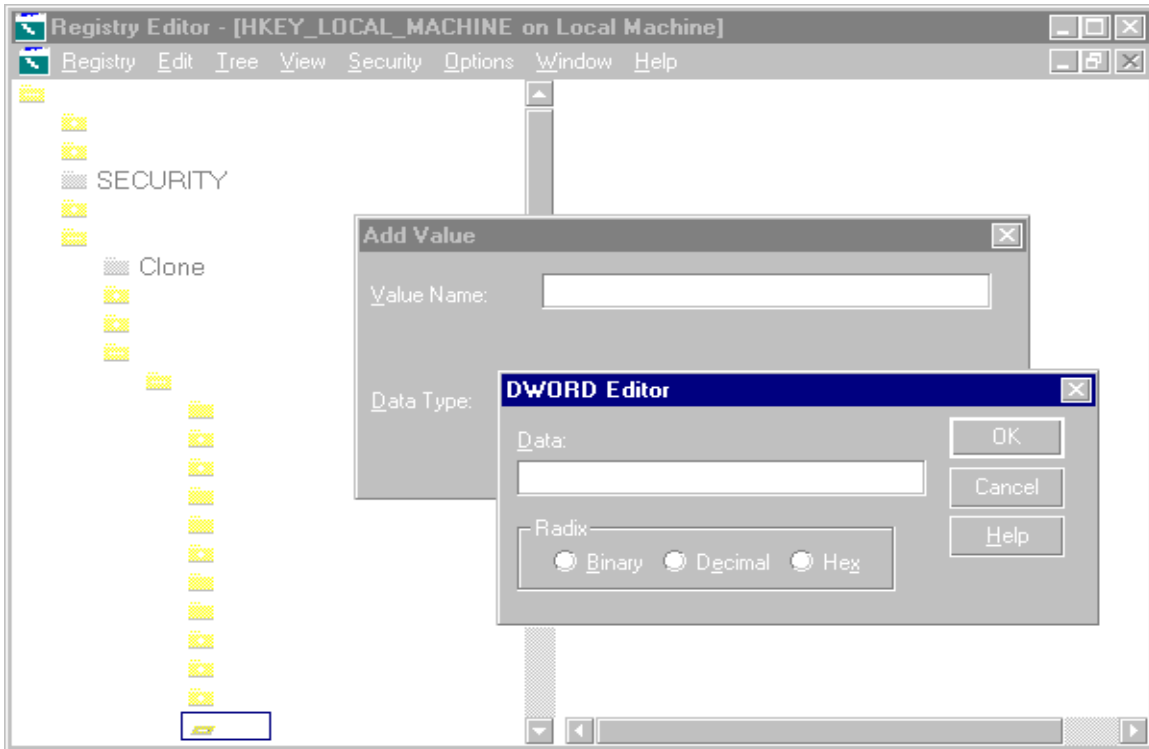 Registry Editor - [HKEY_LOCAL_MACHINE on Local Machine]
Registry Edit Tree View Security Options Window Help
SECURITY
Clone
Add Value
Value Name:
Data Type:
DWORD Editor
Data:
OK
Cancel
Help
Radix
Binary Decimal Hex